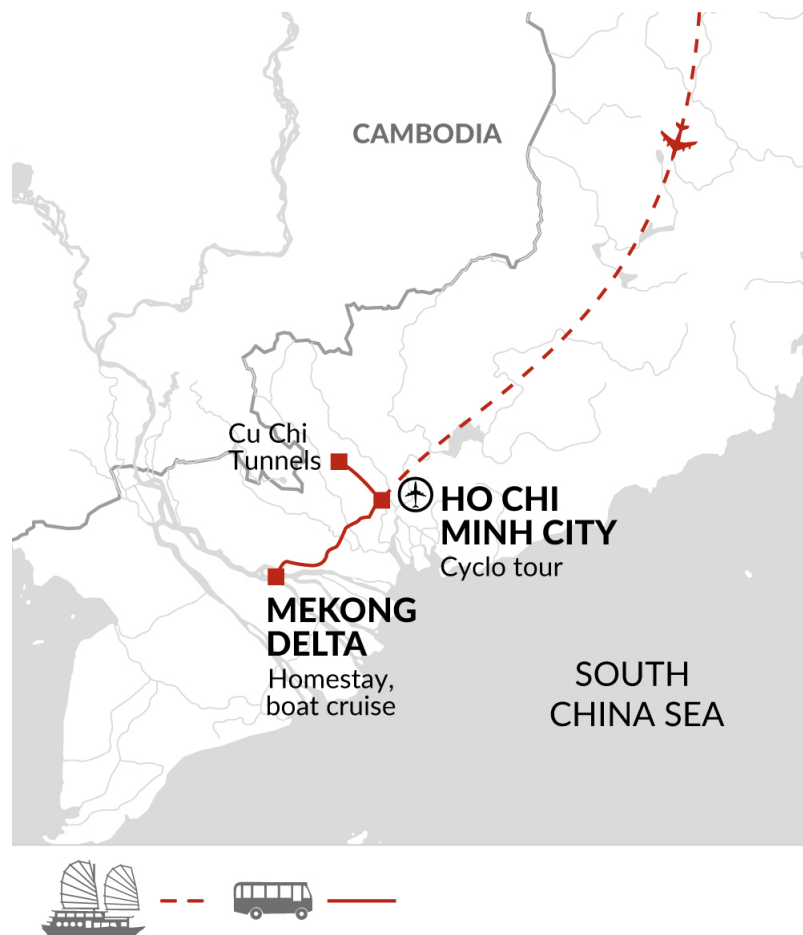 CAMBODIA
Cu Chi
Tunnels
HO CHI
MINH CITY
Cyclo tour
MEKONG
DELTA
Homestay,
boat cruise
SOUTH
CHINA SEA